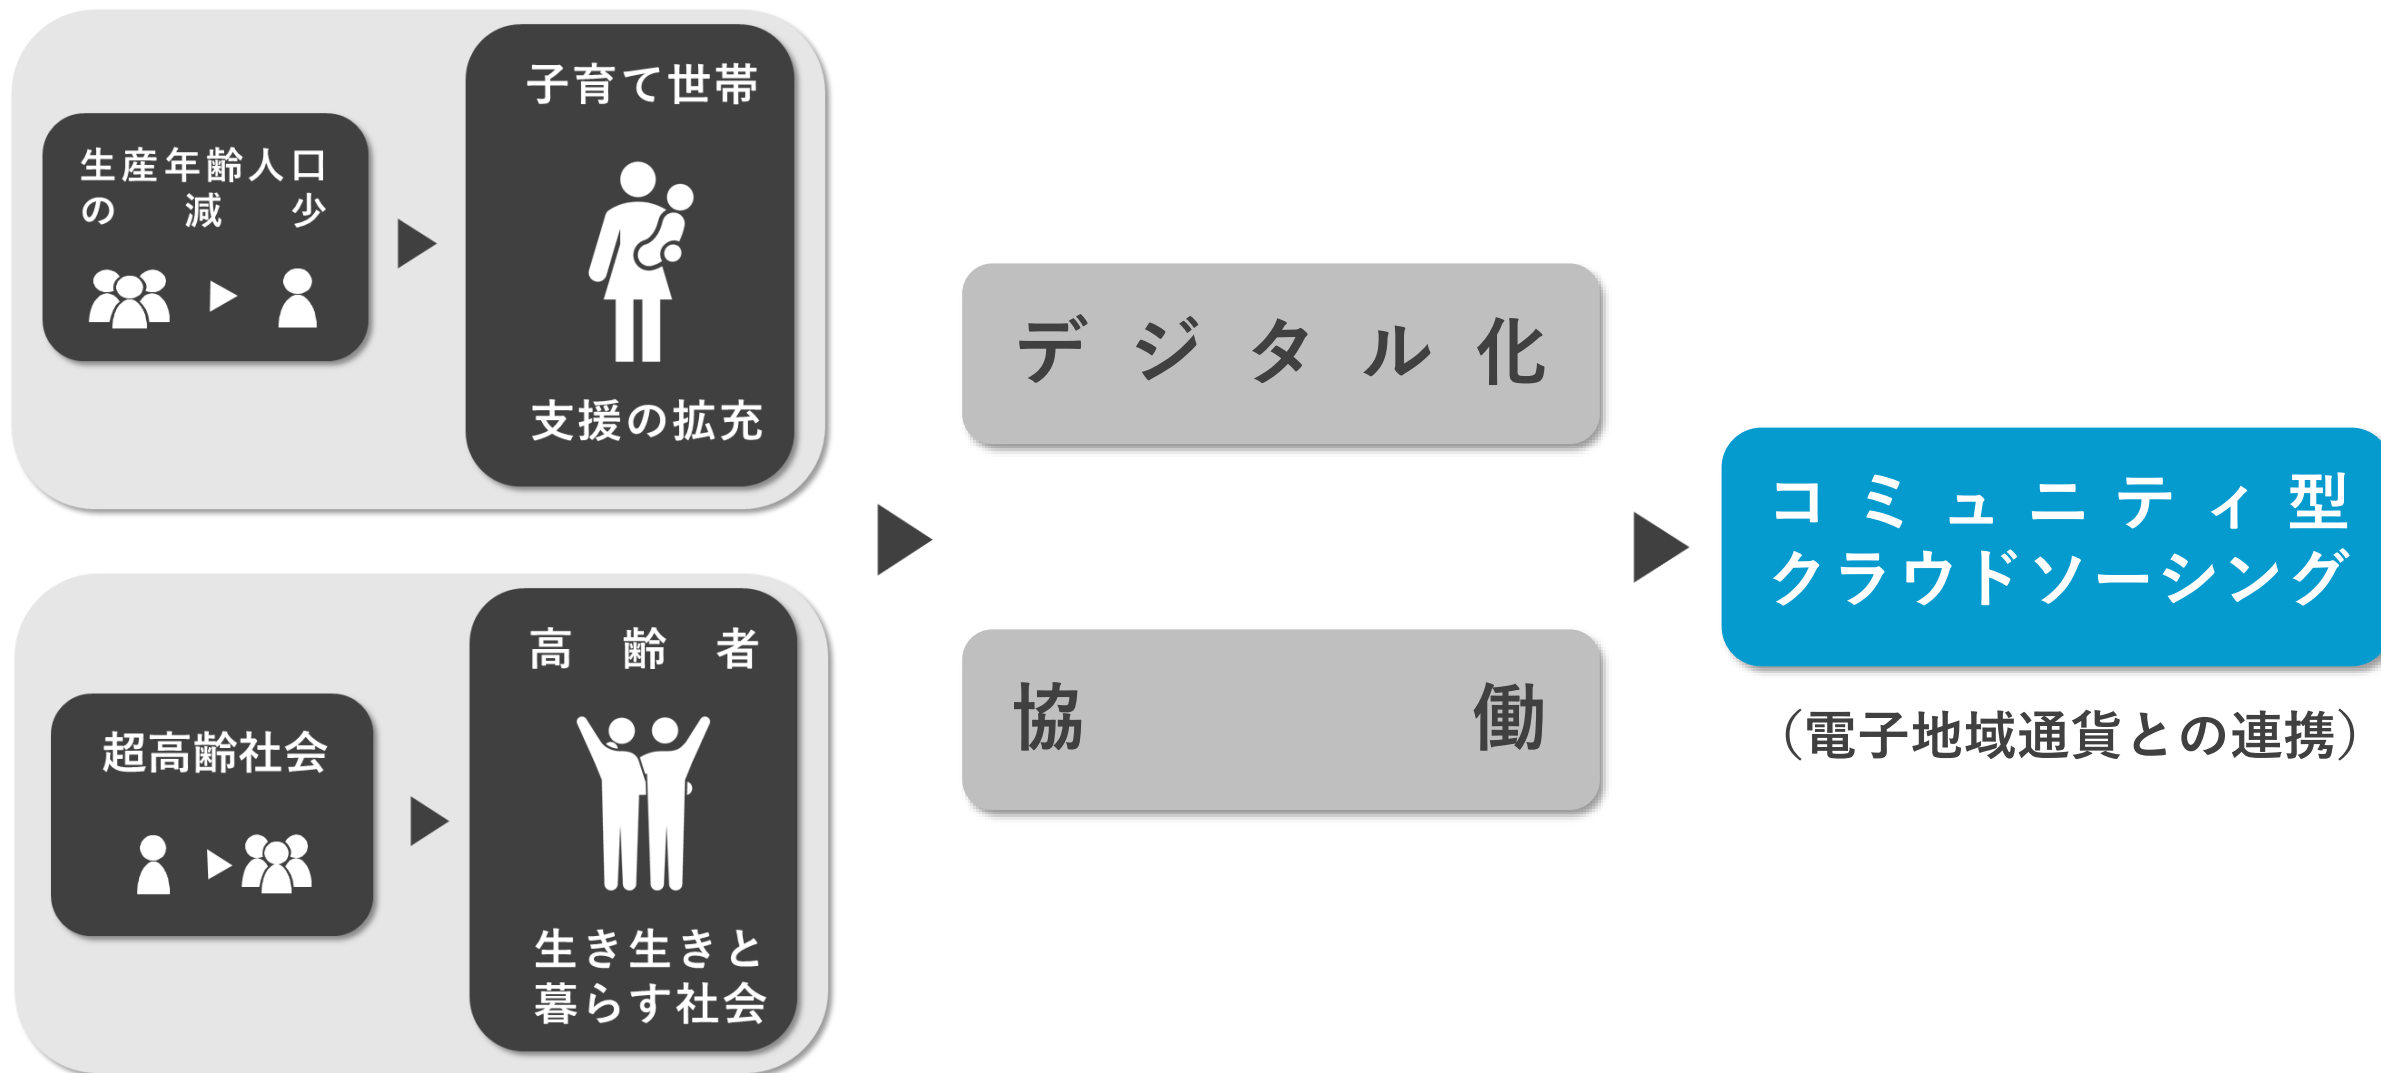 生産年齢人口
の減少
子育て世帯
支援の拡充
超高齢社会
高齢者
生き生きと
暮らす社会
デジタル化
協働
コミュニティ型
クラウドソーシング
（電子地域通貨との連携）